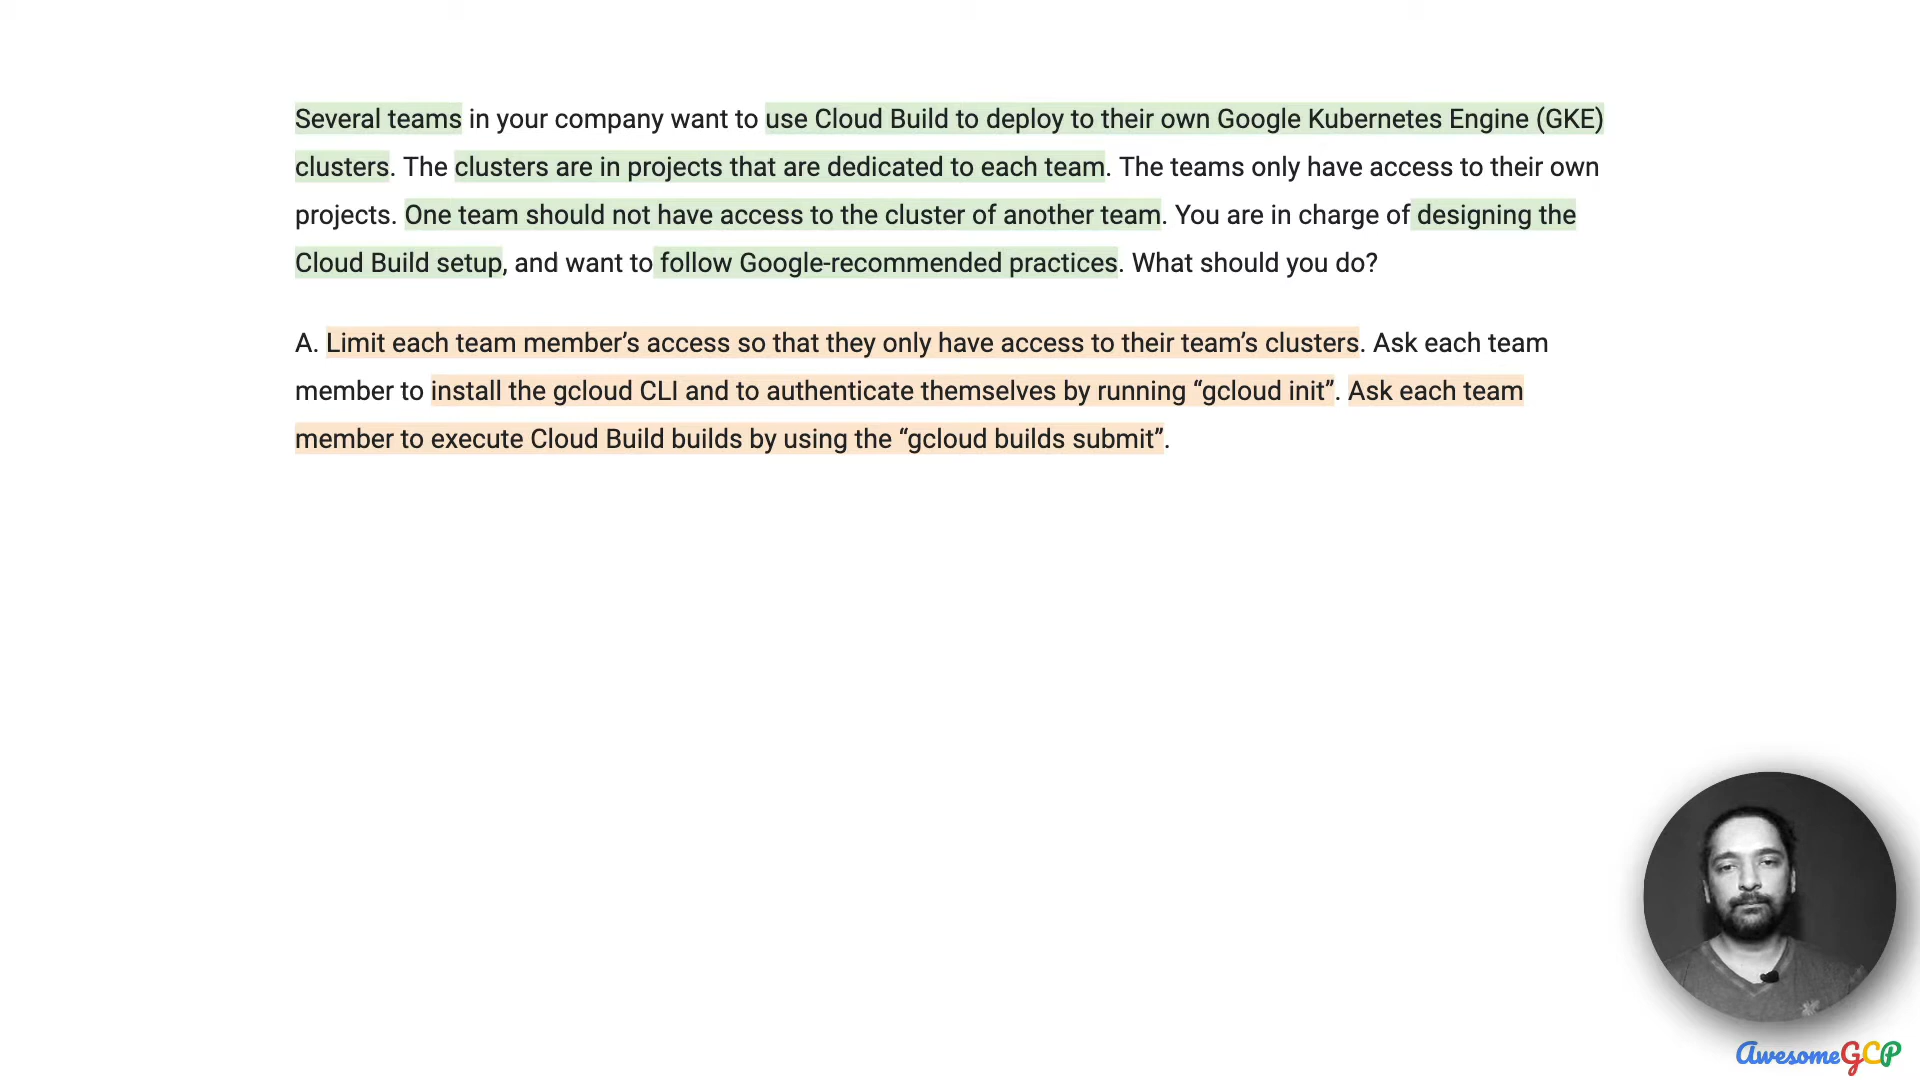 Several teams in your company want to use Cloud Build to deploy to their own Google Kubernetes Engine (GKE)
clusters. The clusters are in projects that are dedicated to each team. The teams only have access to their own
projects. One team should not have access to the cluster of another team. You are in charge of designing the
Cloud Build setup, and want to follow Google-recommended practices. What should you do?
A. Limit each team member’s access so that they only have access to their team’s clusters. Ask each team
member to install the gcloud CLI and to authenticate themselves by running “gcloud init”. Ask each team
member to execute Cloud Build builds by using the “gcloud builds submit”.
AwesomeGCP